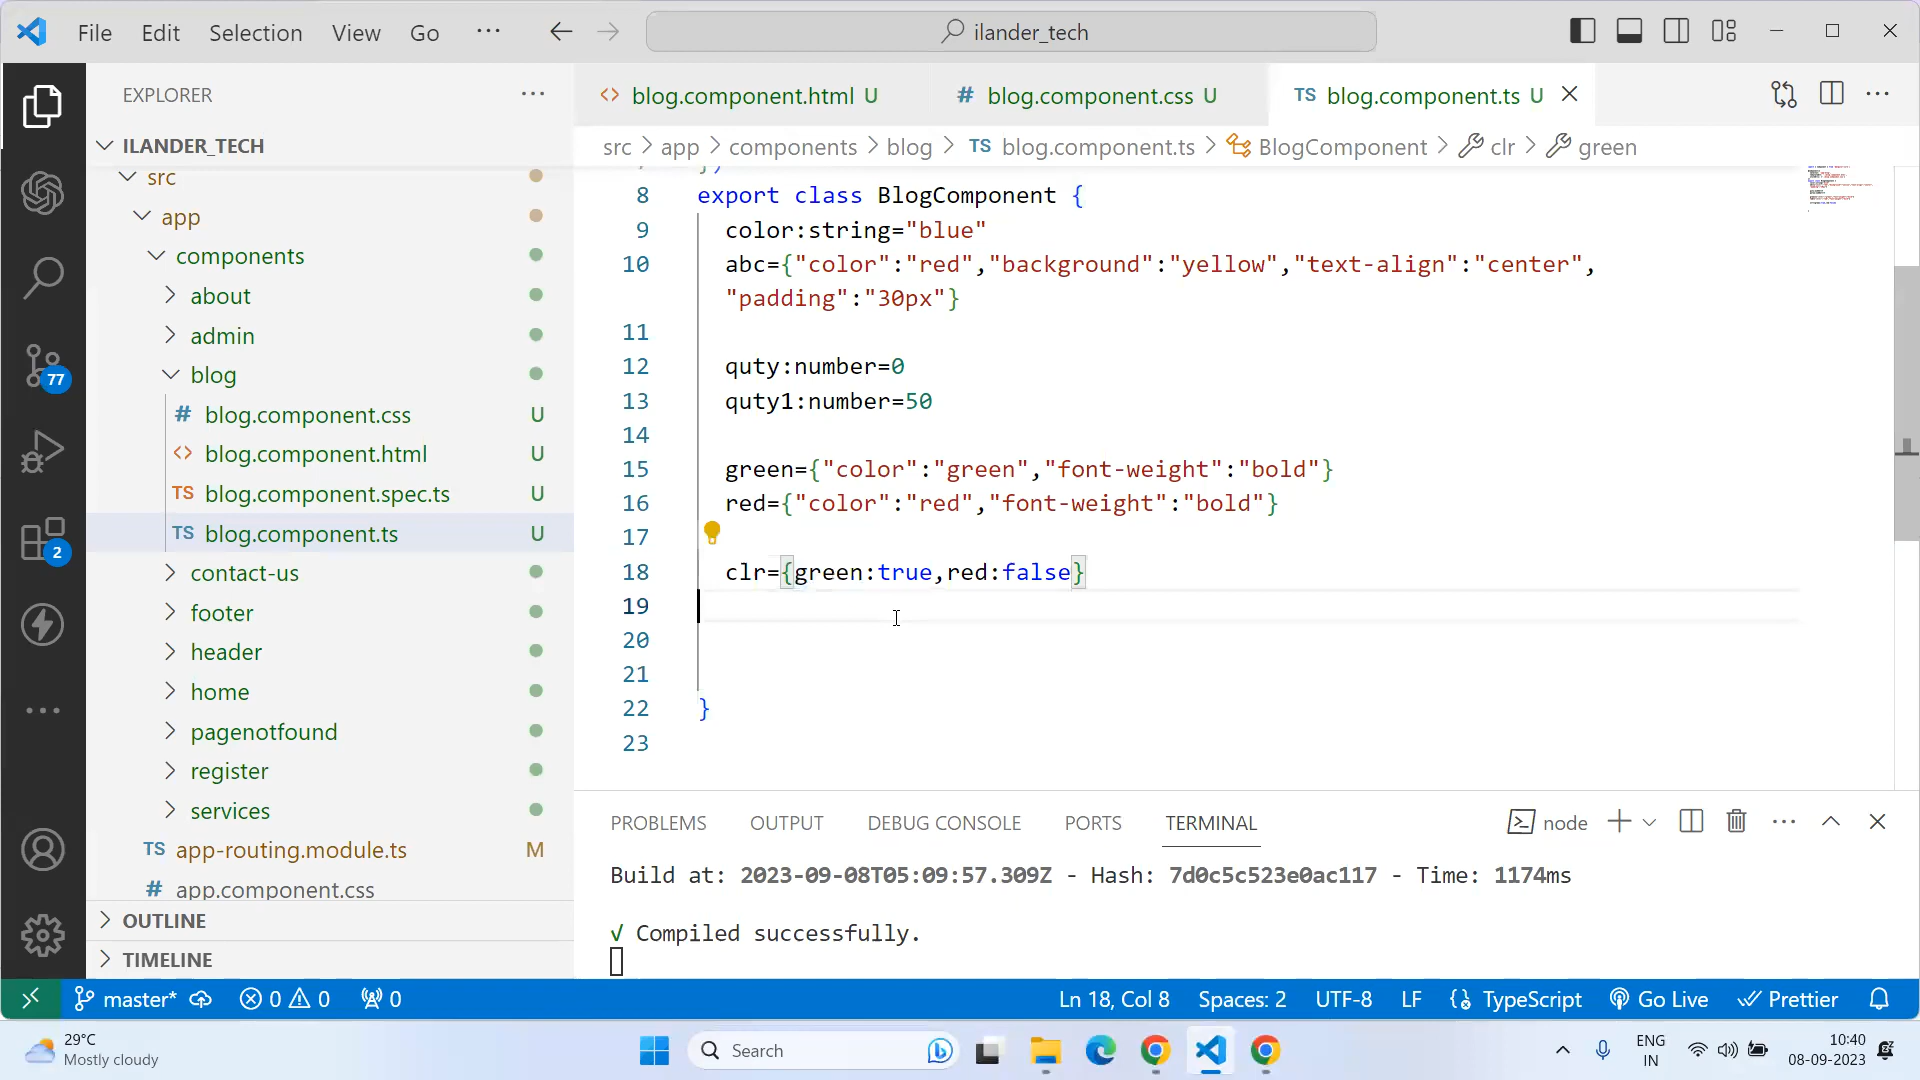 File Edit Selection View Go ···
ilander_tech
EXPLORER ···
ILANDER_TECH
src
app
components
about
admin
blog
# blog.component.css U
<> blog.component.html U
TS blog.component.spec.ts U
TS blog.component.ts U
contact-us
footer
header
home
pagenotfound
register
services
TS app-routing.module.ts M
# app.component.css
OUTLINE
TIMELINE
77
2
<> blog.component.html U
# blog.component.css U
TS blog.component.ts U
src > app > components > blog > TS blog.component.ts > BlogComponent > clr > green
8 export class BlogComponent {
9 color:string="blue"
10 abc={"color":"red","background":"yellow","text-align":"center",
"padding":"30px"}
11
12 quty:number=0
13 quty1:number=50
14
15 green={"color":"green","font-weight":"bold"}
16 red={"color":"red","font-weight":"bold"}
17
18 clr={green:true,red:false}
19
20
21
22 }
23
PROBLEMS OUTPUT DEBUG CONSOLE PORTS TERMINAL
node
Build at: 2023-09-08T05:09:57.309Z - Hash: 7d0c5c523e0ac117 - Time: 1174ms
√ Compiled successfully.
master* 0 0 0 Ln 18, Col 8 Spaces: 2 UTF-8 LF TypeScript Go Live Prettier
29°C
Mostly cloudy
Search
ENG
IN
10:40
08-09-2023